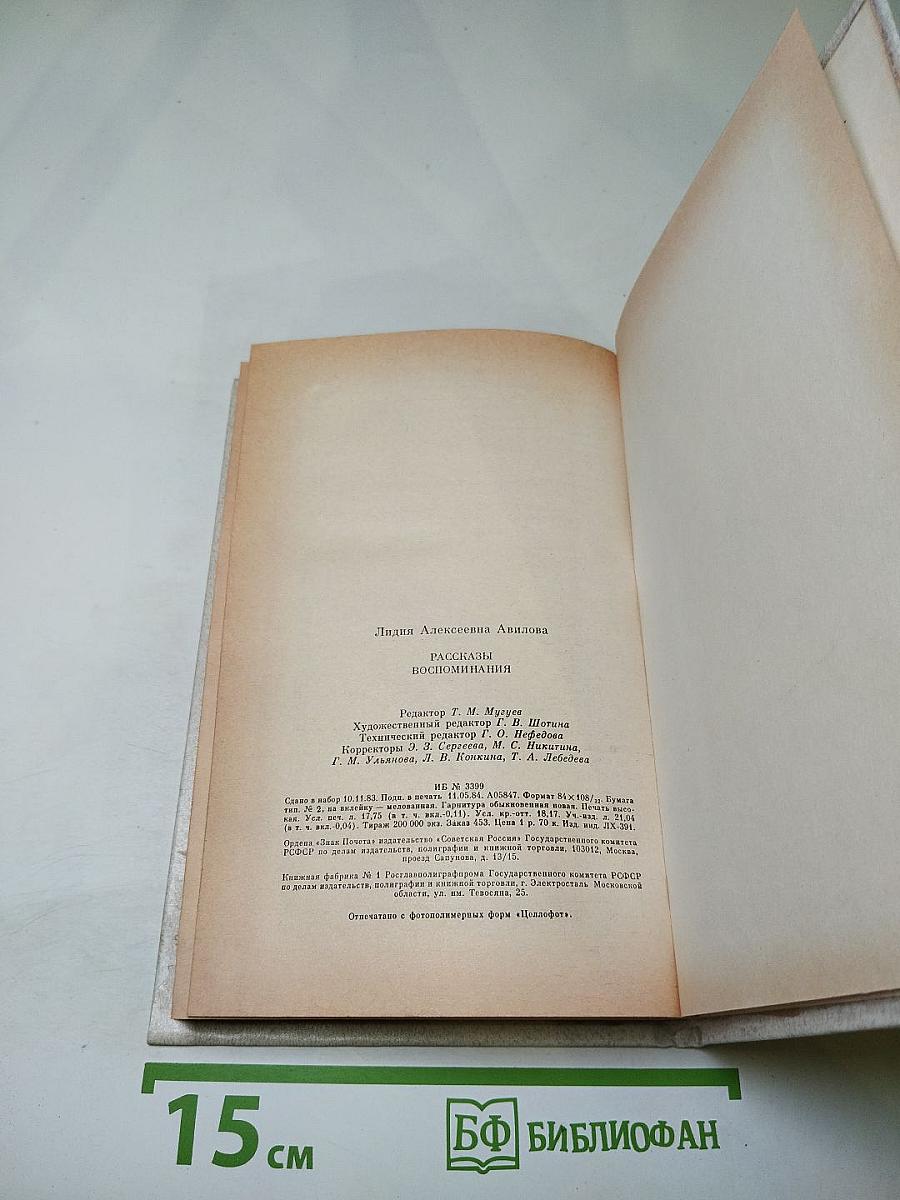 Лидия Алексеевна Авилова
РАССКАЗЫ
ВОСПОМИНАНИЯ
Редактор Т. М. Мугуев
Художественный редактор Г. В. Шотина
Технический редактор Г. О. Нефедова
Корректоры Э. З. Сергеева, М. С. Никитина,
Г. М. Ульянова, Л. В. Конкина, Т. А. Лебедева
ИБ № 3399
Сдано в набор 10.11.83. Подп. в печать 11.05.84. А05847. Формат 84×108/32. Бумага
тип. № 2, на вклейку — мелованная. Гарнитура обыкновенная новая. Печать высо-
кая. Усл. печ. л. 17,75 (в т. ч. вкл.-0,11). Усл. кр.-отт. 18,17. Уч.-изд. л. 21,04
(в т. ч. вкл.-0,04). Тираж 200 000 экз. Заказ 453. Цена 1 р. 70 к. Изд. инд. ЛХ-391.
Ордена «Знак Почета» издательство «Советская Россия» Государственного комитета
РСФСР по делам издательств, полиграфии и книжной торговли, 103012, Москва,
проезд Сапунова, д. 13/15.
Книжная фабрика № 1 Росглавполиграфпрома Государственного комитета РСФСР
по делам издательств, полиграфии и книжной торговли, г. Электросталь Московской
области, ул. им. Тевосяна, 25.
Отпечатано с фотополимерных форм «Целлофот».
15 см
БФ БИБЛИОФАН